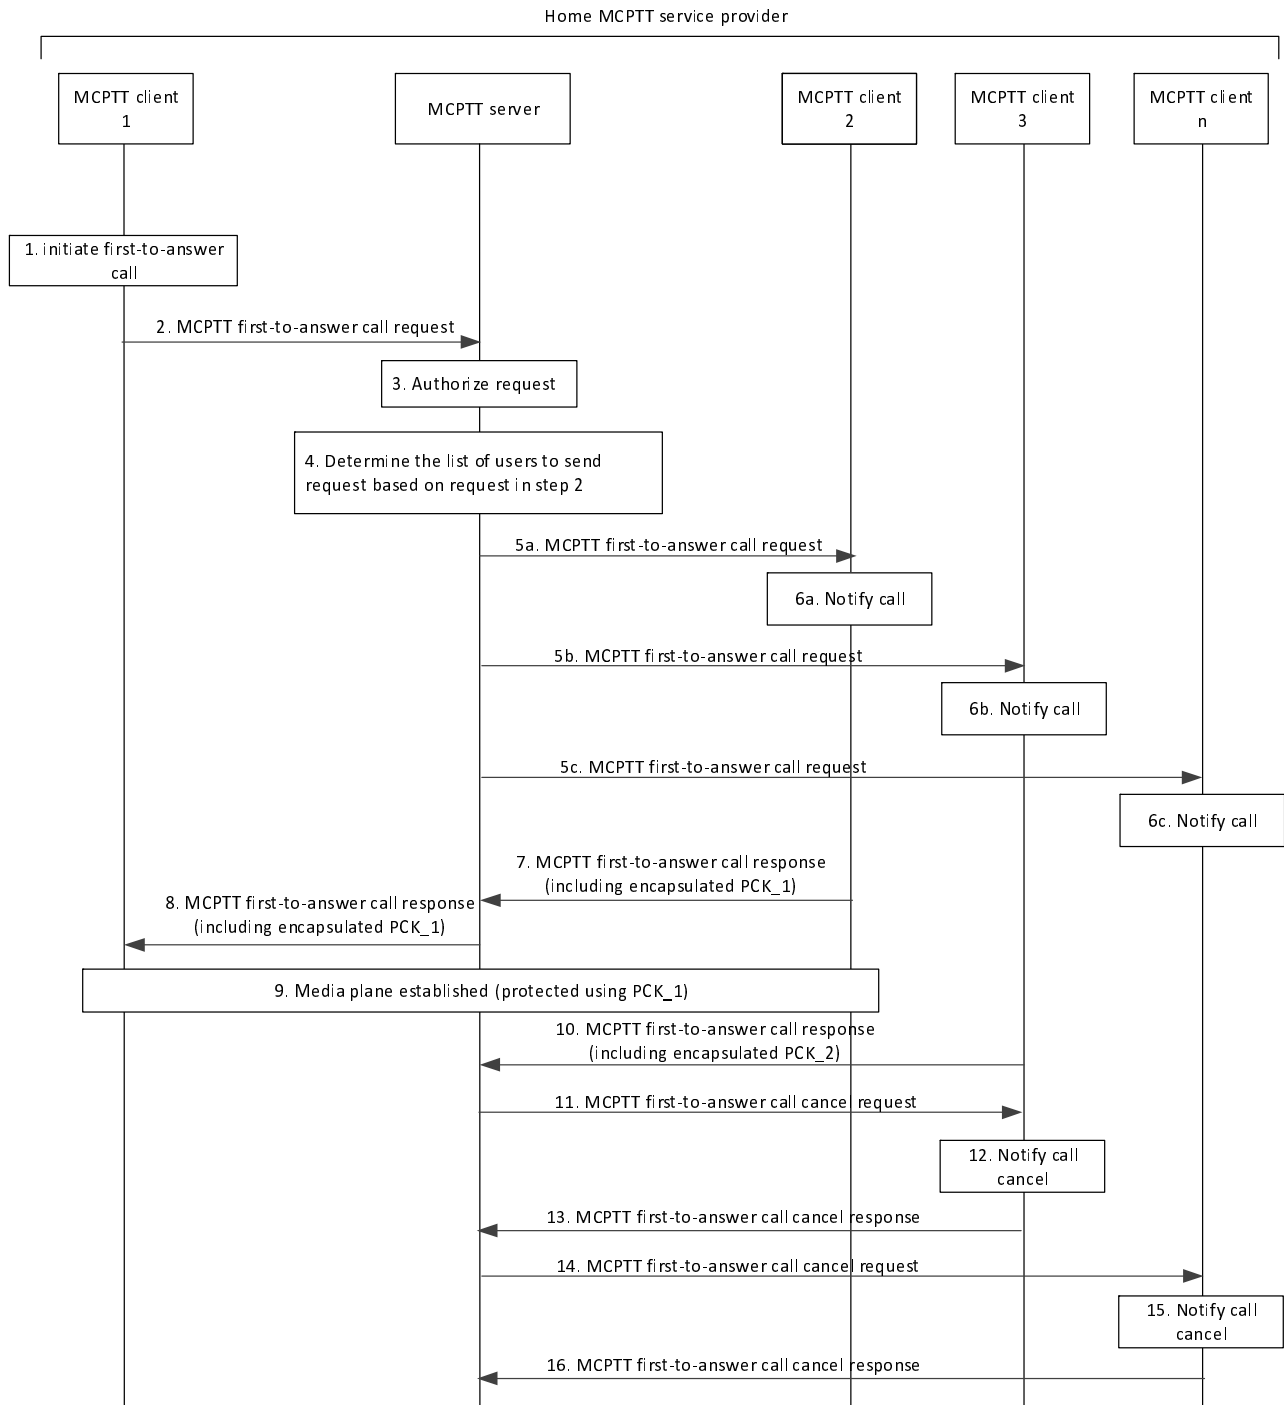 Home MCPTT service provider
MCPTT client
1
MCPTT server
MCPTT client
2
MCPTT client
3
MCPTT client
n
1. initiate first-to-answer
call
2. MCPTT first-to-answer call request
3. Authorize request
4. Determine the list of users to send
request based on request in step 2
5a. MCPTT first-to-answer call request
6a. Notify call
5b. MCPTT first-to-answer call request
6b. Notify call
5c. MCPTT first-to-answer call request
6c. Notify call
7. MCPTT first-to-answer call response
(including encapsulated PCK_1)
8. MCPTT first-to-answer call response
(including encapsulated PCK_1)
9. Media plane established (protected using PCK_1)
10. MCPTT first-to-answer call response
(including encapsulated PCK_2)
11. MCPTT first-to-answer call cancel request
12. Notify call
cancel
13. MCPTT first-to-answer call cancel response
14. MCPTT first-to-answer call cancel request
15. Notify call
cancel
16. MCPTT first-to-answer call cancel response